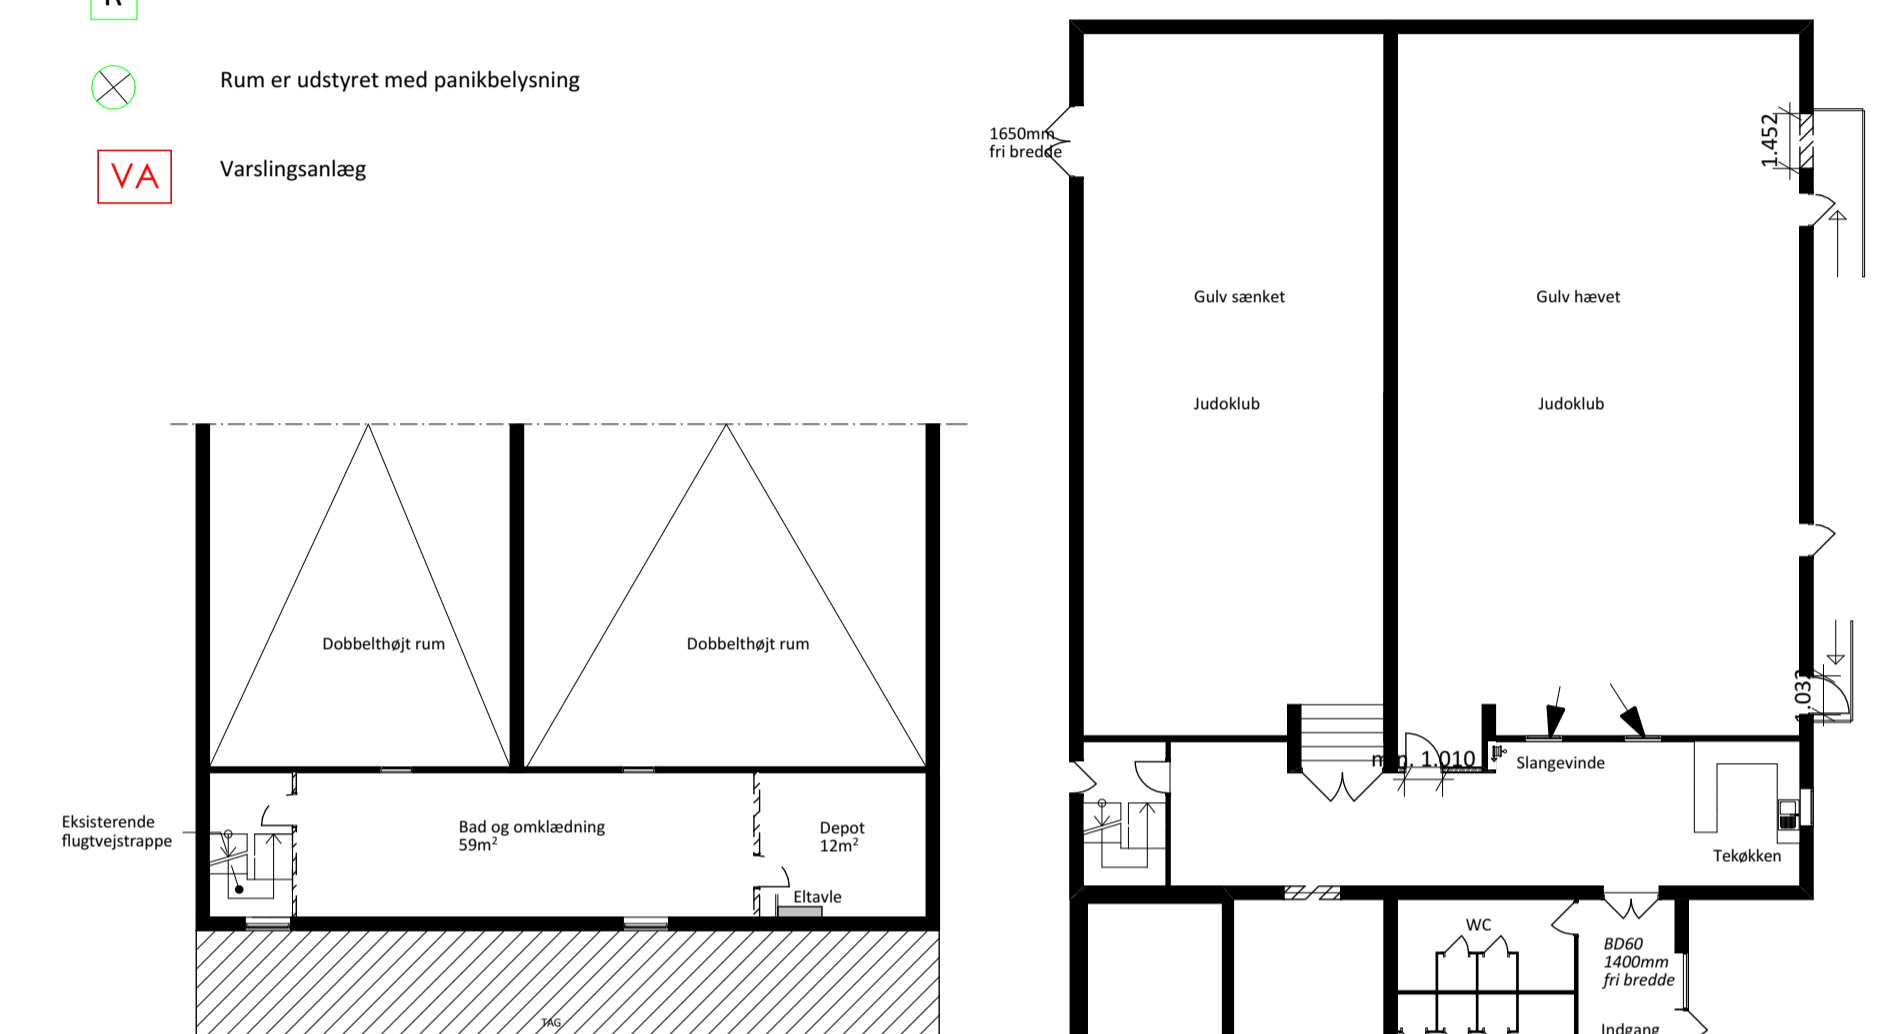 R
Rum er udstyret med panikbelysning
VA
Varslingsanlæg
1650mm
fri bredde
1.452
Gulv sænket
Gulv hævet
Judoklub
Judoklub
Dobbelthøjt rum
Dobbelthøjt rum
1.010
Slangevinde
Tekøkken
Eksisterende
flugtvejstrappe
Bad og omklædning
59m²
Depot
12m²
Eltavle
WC
BD60
1400mm
fri bredde
Indgang
TAG